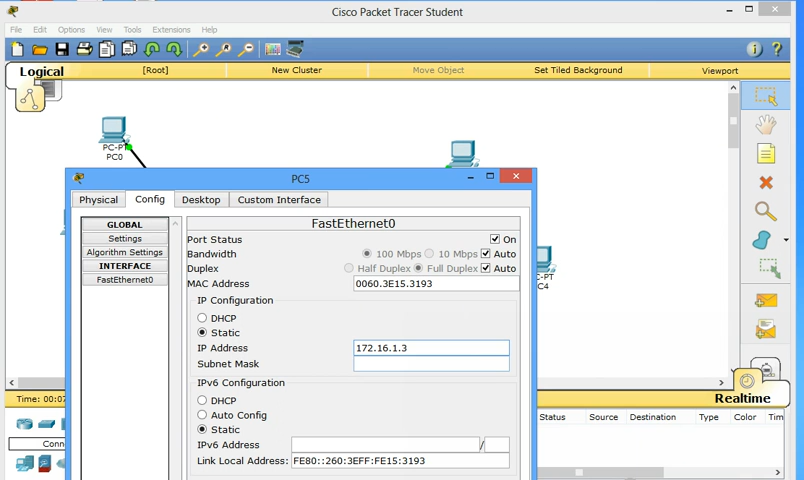 Cisco Packet Tracer Student
File Edit Options View Tools Extensions Help
Logical [Root] New Cluster Move Object Set Tiled Background Viewport
PC-PT
PC0
PC5
Physical Config Desktop Custom Interface
GLOBAL
Settings
Algorithm Settings
INTERFACE
FastEthernet0
FastEthernet0
Port Status On
Bandwidth 100 Mbps 10 Mbps Auto
Duplex Half Duplex Full Duplex Auto
MAC Address 0060.3E15.3193
IP Configuration
DHCP
Static
IP Address 172.16.1.3
Subnet Mask
IPv6 Configuration
DHCP
Auto Config
Static
IPv6 Address /
Link Local Address: FE80::260:3EFF:FE15:3193
PT
C4
Time: 00:0
Realtime
Status Source Destination Type Color Tim
Conn